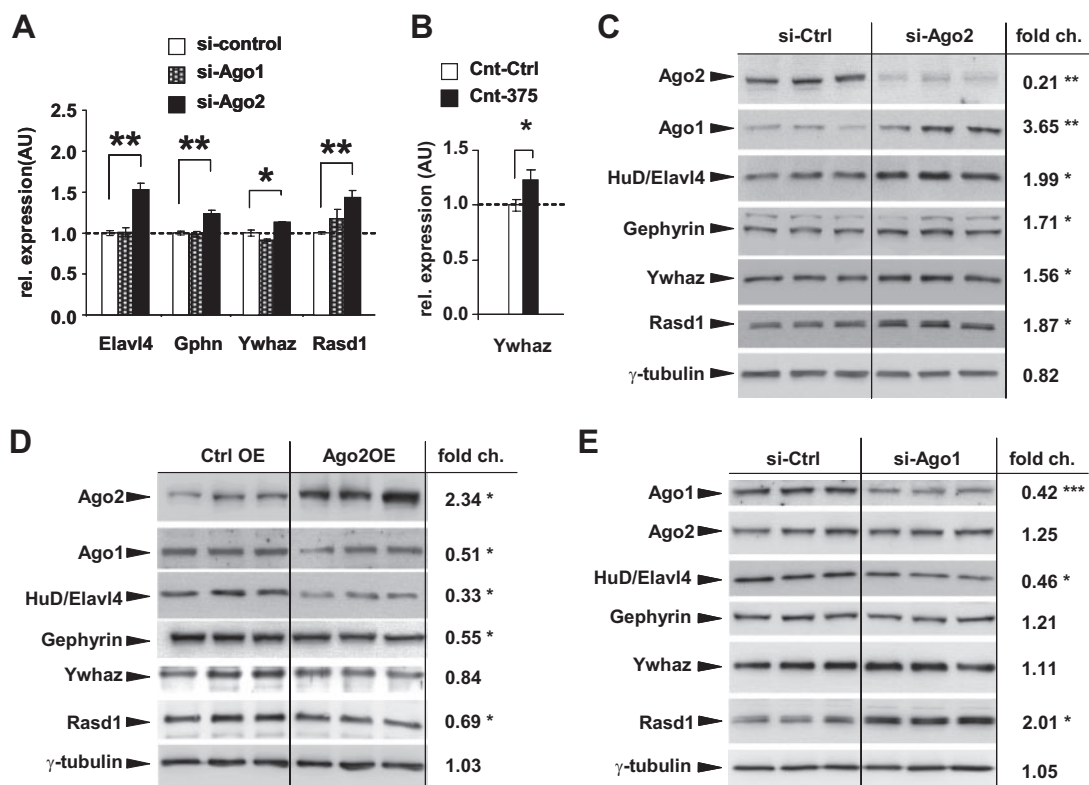 A
si-control
si-Ago1
si-Ago2
rel. expression(AU)
2.5
2.0
1.5
1.0
0.5
0.0
** ** * **
Elavl4 Gphn Ywhaz Rasd1
B
Cnt-Ctrl
Cnt-375
rel. expression (AU)
1.5
1.0
0.5
0.0
*
Ywhaz
C
si-Ctrl si-Ago2 fold ch.
Ago2 0.21 **
Ago1 3.65 **
HuD/Elavl4 1.99 *
Gephyrin 1.71 *
Ywhaz 1.56 *
Rasd1 1.87 *
γ-tubulin 0.82
D
Ctrl OE Ago2OE fold ch.
Ago2 2.34 *
Ago1 0.51 *
HuD/Elavl4 0.33 *
Gephyrin 0.55 *
Ywhaz 0.84
Rasd1 0.69 *
γ-tubulin 1.03
E
si-Ctrl si-Ago1 fold ch.
Ago1 0.42 ***
Ago2 1.25
HuD/Elavl4 0.46 *
Gephyrin 1.21
Ywhaz 1.11
Rasd1 2.01 *
γ-tubulin 1.05